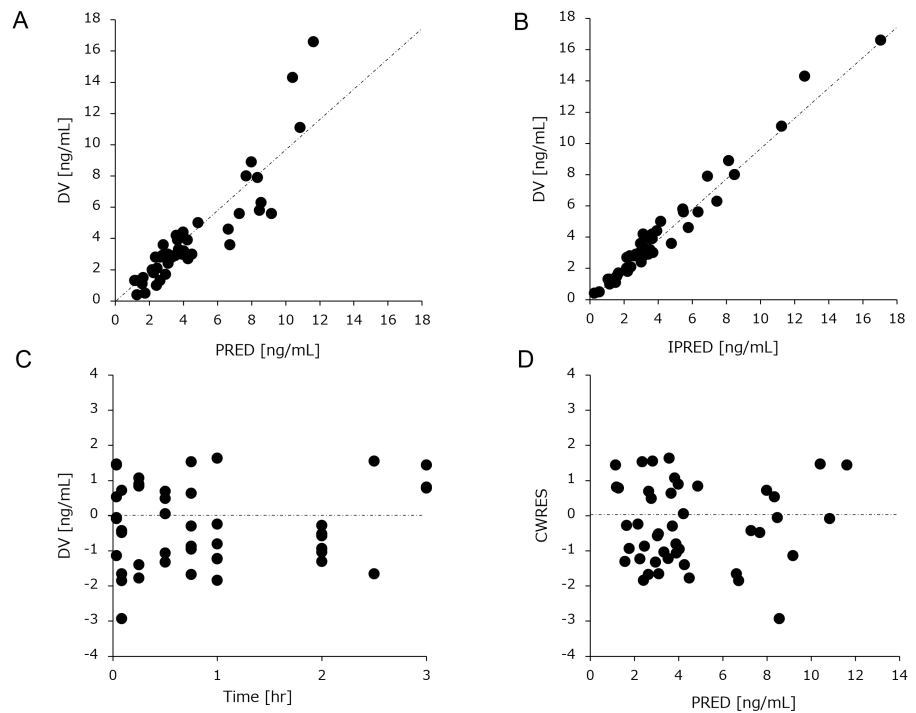 A
DV [ng/mL]
18
16
14
12
10
8
6
4
2
0
0 2 4 6 8 10 12 14 16 18
PRED [ng/mL]
B
DV [ng/mL]
18
16
14
12
10
8
6
4
2
0
0 2 4 6 8 10 12 14 16 18
IPRED [ng/mL]
C
DV [ng/mL]
4
3
2
1
0
-1
-2
-3
-4
0 1 2 3
Time [hr]
D
CWRES
4
3
2
1
0
-1
-2
-3
-4
0 2 4 6 8 10 12 14
PRED [ng/mL]